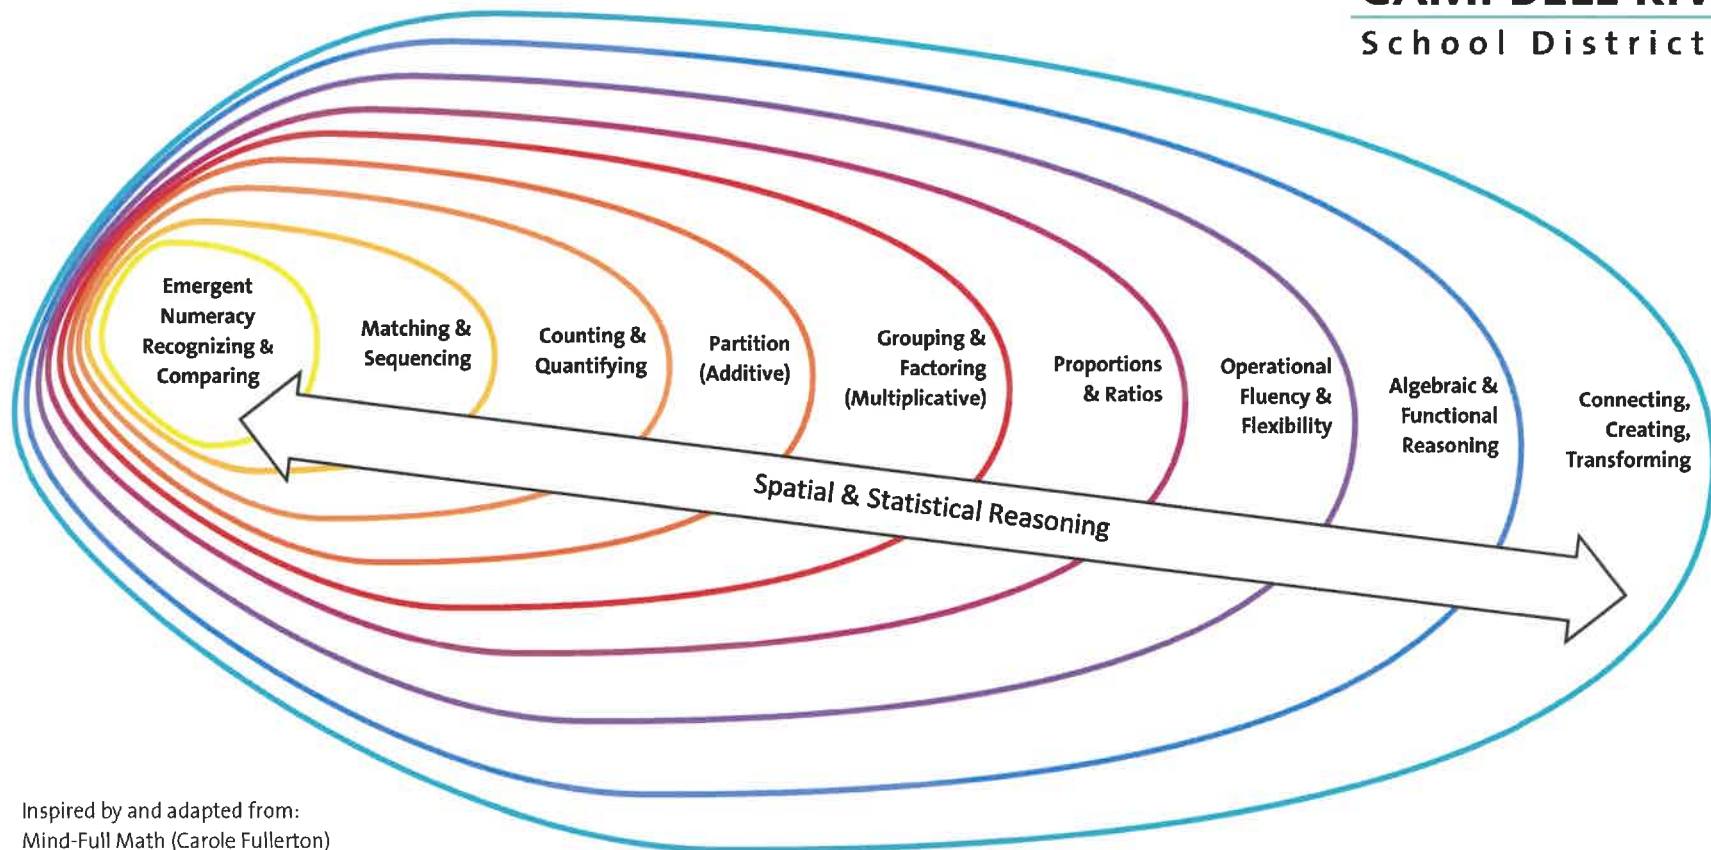 School District
Emergent
Numeracy
Recognizing &
Comparing
Matching &
Sequencing
Counting &
Quantifying
Partition
(Additive)
Grouping &
Factoring
(Multiplicative)
Proportions
& Ratios
Operational
Fluency &
Flexibility
Algebraic &
Functional
Reasoning
Connecting,
Creating,
Transforming
Spatial & Statistical Reasoning
Inspired by and adapted from:
Mind-Full Math (Carole Fullerton)